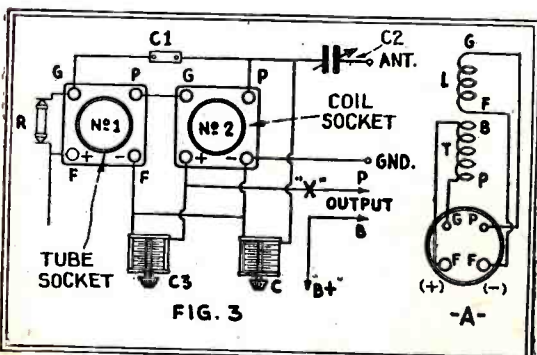 C1
C2
ANT.
G P G P
R
Nº1 Nº2
COIL
SOCKET
+ - + -
F F
GND.
"X" P
OUTPUT
B
"B+"
TUBE
SOCKET
C3 C
FIG. 3
G
L
F
B
T
P
G P
F F
(+) (-)
-A-